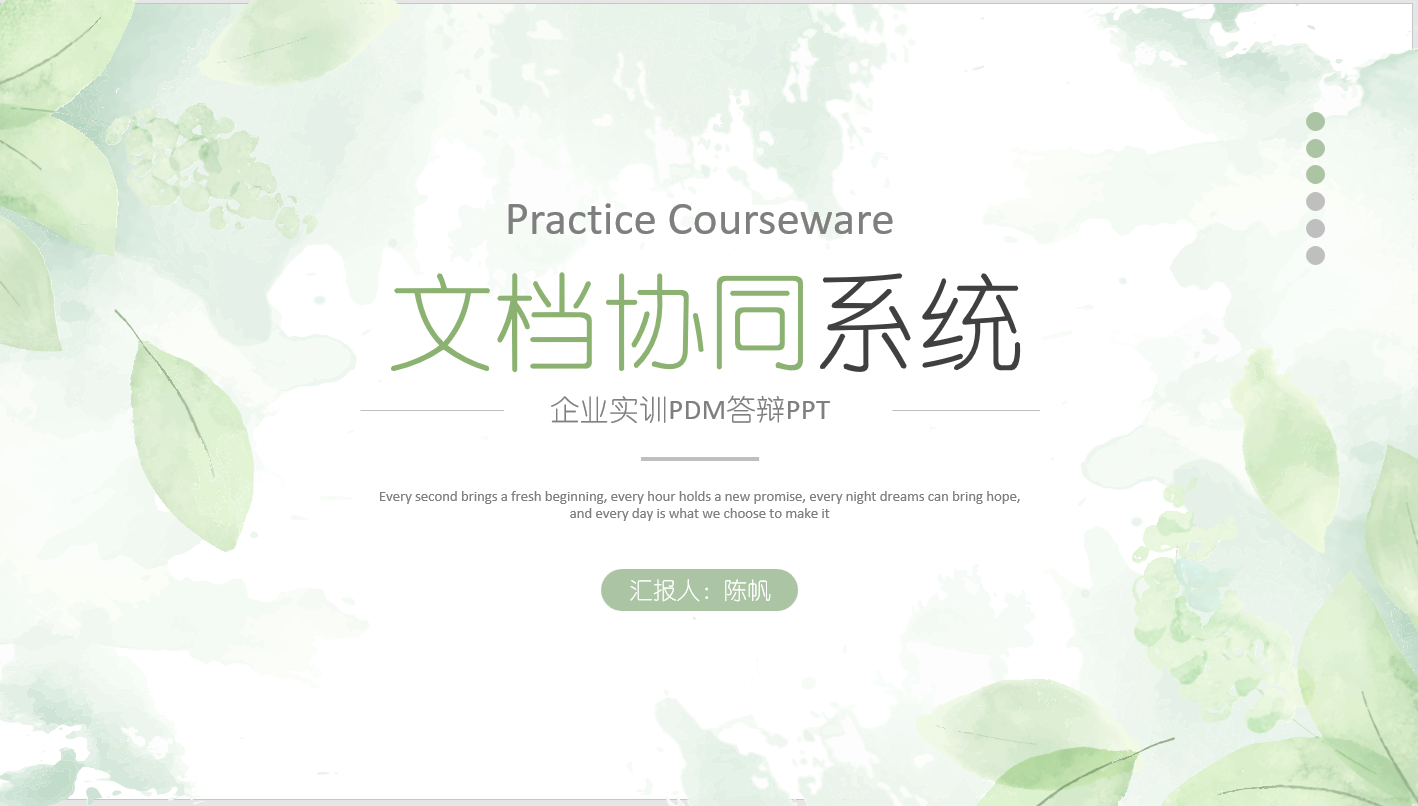 Practice Courseware
文档协同系统
企业实训PDM答辩PPT
Every second brings a fresh beginning, every hour holds a new promise, every night dreams can bring hope,
and every day is what we choose to make it
汇报人：陈帆